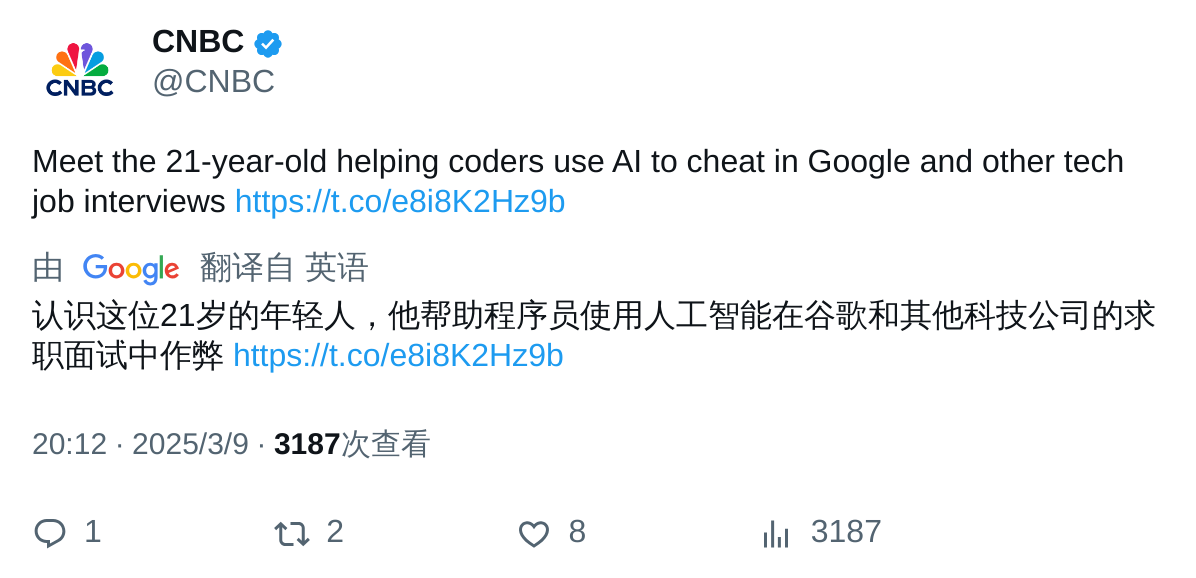 CNBC
CNBC
@CNBC
Meet the 21-year-old helping coders use AI to cheat in Google and other tech
job interviews https://t.co/e8i8K2Hz9b
由 Google 翻译自 英语
认识这位21岁的年轻人，他帮助程序员使用人工智能在谷歌和其他科技公司的求
职面试中作弊 https://t.co/e8i8K2Hz9b
20:12 · 2025/3/9 · 3187次查看
1 2 8 3187